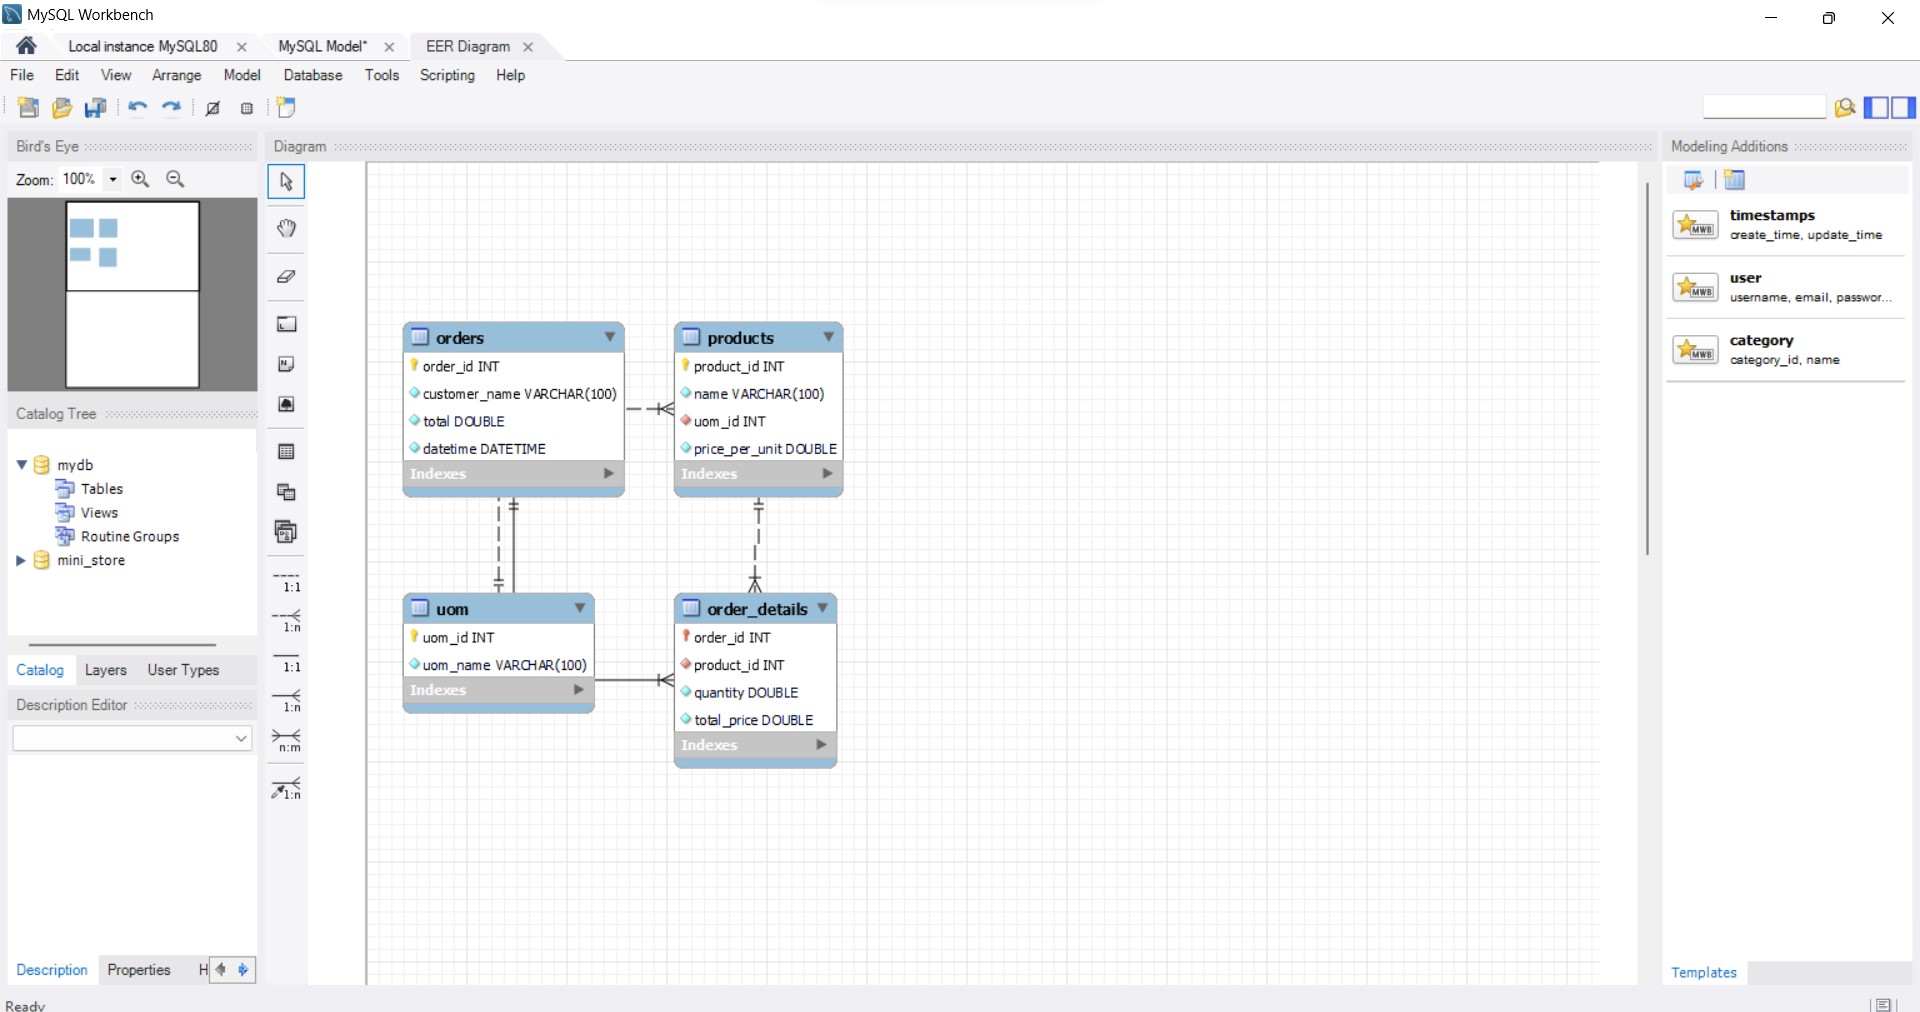 MySQL Workbench
Local instance MySQL80
MySQL Model*
EER Diagram
File Edit View Arrange Model Database Tools Scripting Help
Bird's Eye
Zoom: 100%
Catalog Tree
mydb
Tables
Views
Routine Groups
mini_store
Catalog Layers User Types
Description Editor
Description Properties H
Ready
Diagram
1:1
1:n
1:1
1:n
n:m
1:n
orders
order_id INT
customer_name VARCHAR(100)
total DOUBLE
datetime DATETIME
Indexes
products
product_id INT
name VARCHAR(100)
uom_id INT
price_per_unit DOUBLE
Indexes
uom
uom_id INT
uom_name VARCHAR(100)
Indexes
order_details
order_id INT
product_id INT
quantity DOUBLE
total_price DOUBLE
Indexes
Modeling Additions
MWB
timestamps
create_time, update_time
MWB
user
username, email, passwor...
MWB
category
category_id, name
Templates